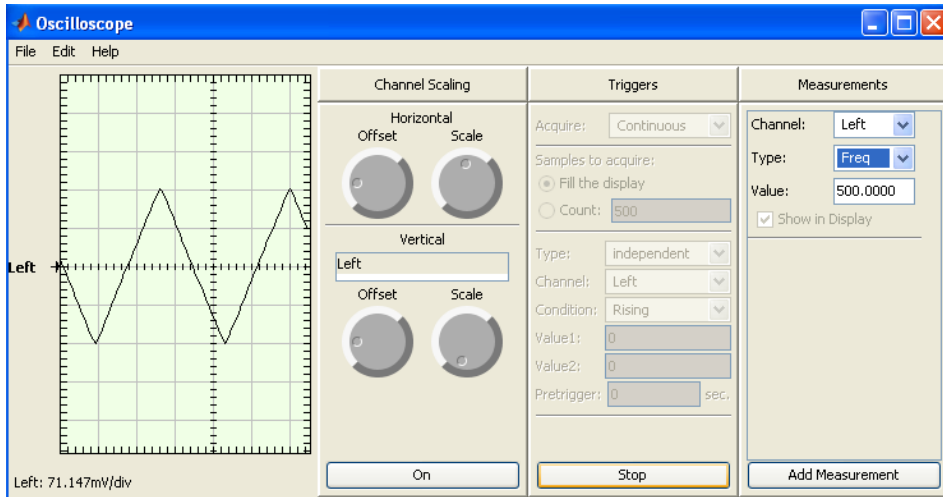 Oscilloscope
File Edit Help
Left
Left: 71.147mV/div
Channel Scaling
Horizontal
Offset Scale
Vertical
Left
Offset Scale
On
Triggers
Acquire: Continuous
Samples to acquire:
Fill the display
Count: 500
Type: independent
Channel: Left
Condition: Rising
Value1: 0
Value2: 0
Pretrigger: 0 sec.
Stop
Measurements
Channel: Left
Type: Freq
Value: 500.0000
Show in Display
Add Measurement